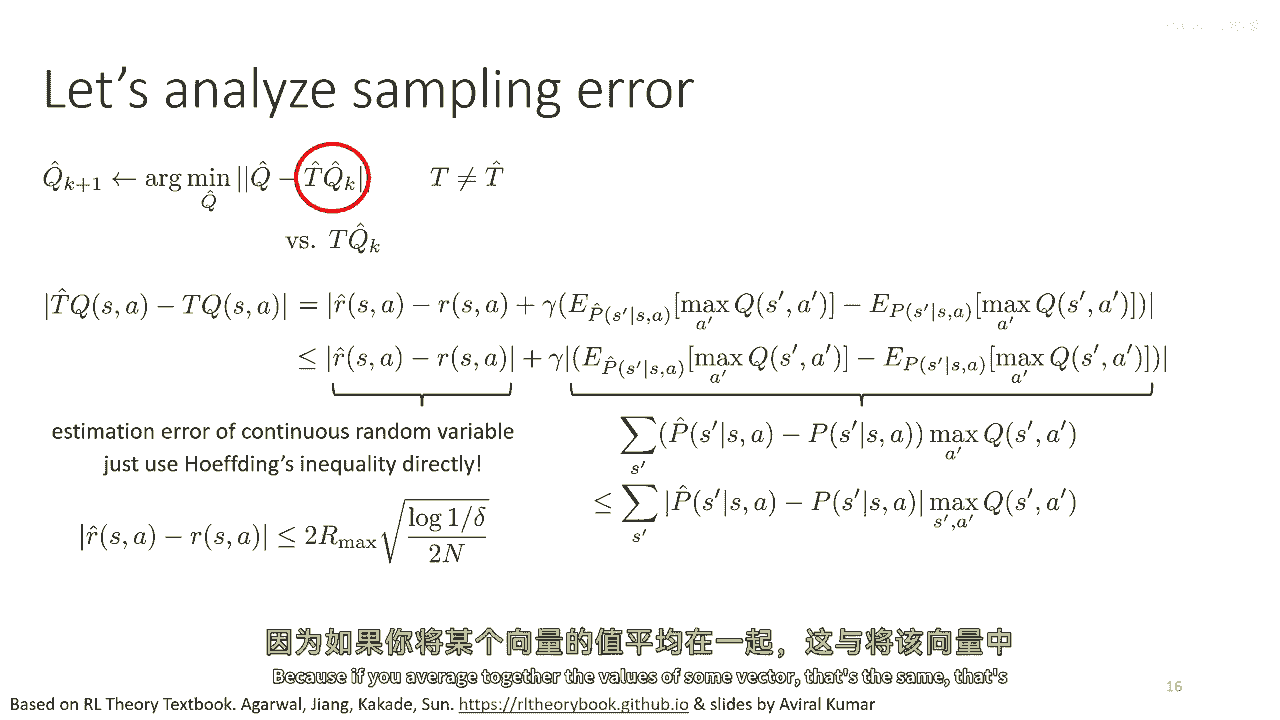 Let's analyze sampling error
$\hat{Q}_{k+1} \leftarrow \arg\min_{\hat{Q}} ||\hat{Q} - \hat{T}\hat{Q}_k||$ $T \neq \hat{T}$
vs. $T\hat{Q}_k$
$|\hat{T}Q(s,a) - TQ(s,a)| = |\hat{r}(s,a) - r(s,a) + \gamma(E_{\hat{P}(s'|s,a)}[\max_{a'} Q(s',a')] - E_{P(s'|s,a)}[\max_{a'} Q(s',a')])|$
$\leq |\hat{r}(s,a) - r(s,a)| + \gamma|(E_{\hat{P}(s'|s,a)}[\max_{a'} Q(s',a')] - E_{P(s'|s,a)}[\max_{a'} Q(s',a')])|$
estimation error of continuous random variable
just use Hoeffding's inequality directly!
$|\hat{r}(s,a) - r(s,a)| \leq 2R_{\max}\sqrt{\frac{\log 1/\delta}{2N}}$
$\sum_{s'}(\hat{P}(s'|s,a) - P(s'|s,a)) \max_{a'} Q(s',a')$
$\leq \sum_{s'} |\hat{P}(s'|s,a) - P(s'|s,a)| \max_{s',a'} Q(s',a')$
因为如果你将某个向量的值平均在一起，这与将该向量中
Because if you average together the values of some vector, that's the same, that's
16
Based on RL Theory Textbook. Agarwal, Jiang, Kakade, Sun. https://rltheorybook.github.io & slides by Aviral Kumar